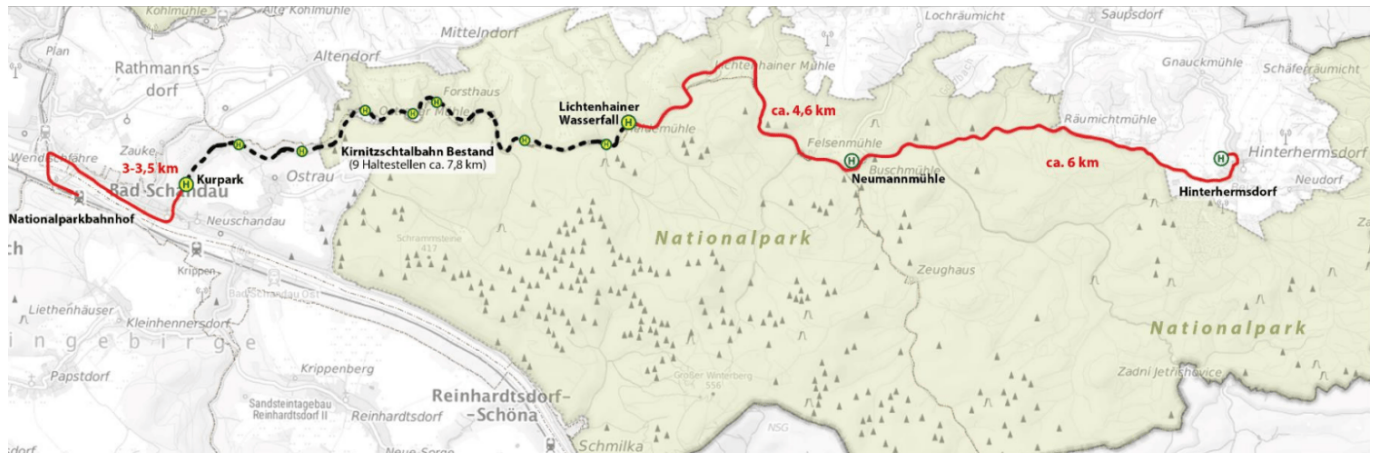 Kohlmühle
Alte Kohlmühle
Plan
Rathmanns-
dorf
Altendorf
Mittelndorf
Forsthaus
Lichtenhainer Mühle
Lochräumicht
Saupsdorf
Gnauckmühle
Schäferräumicht
Räumichtmühle
Hinterhermsdorf
Neudorf
Lichtenhainer
Wasserfall
ca. 4,6 km
Felsenmühle
Buschmühle
Neumannmühle
ca. 6 km
Hinterhermsdorf
Kirnitzschtalbahn Bestand
(9 Haltestellen ca. 7,8 km)
Zauke
Wendischfähre
3-3,5 km
Kurpark
Ostrau
Bad Schandau
Nationalparkbahnhof
Neuschandau
Krippen
Bad Schandau Ost
Schrammsteine
417
Nationalpark
Zeughaus
Nationalpark
Liethenhäuser
Kleinhennersdorf
ingebirge
Papstdorf
Krippenberg
Sandsteintagebau
Reinhardtsdorf II
Reinhardtsdorf
Reinhardtsdorf-
-Schöna
Großer Winterberg
556
Zadní Jetřichovice
NSG
Schmilka
Neue Sorge
H
H
H
H
H
H
H
H
H
H